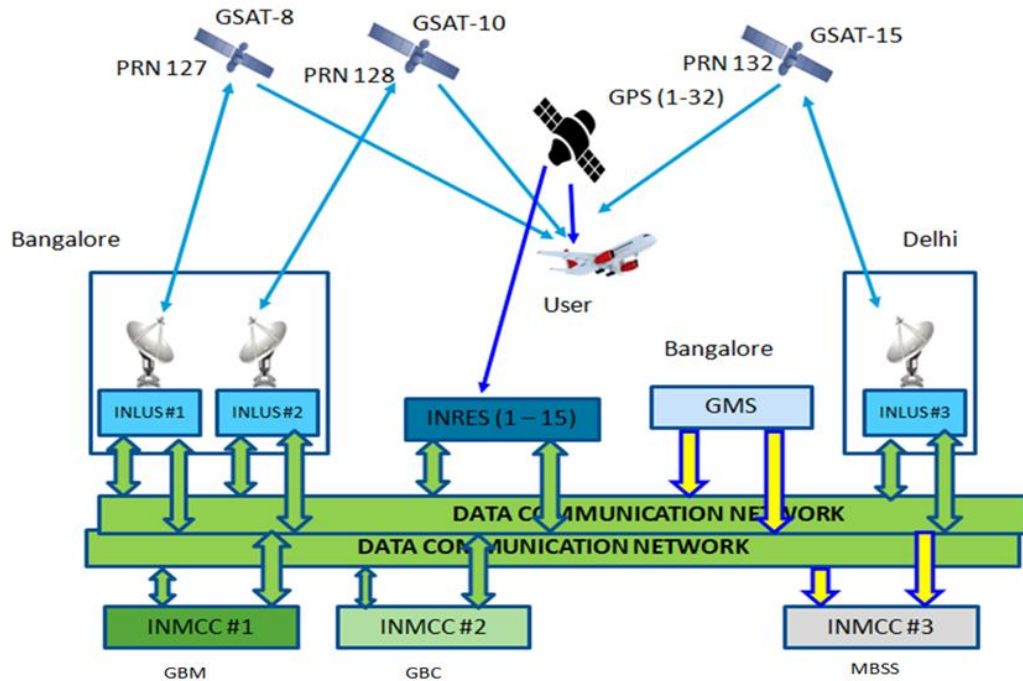 GSAT-8
GSAT-10
GSAT-15
PRN 127
PRN 128
PRN 132
GPS (1-32)
Bangalore
Delhi
User
Bangalore
INLUS #1
INLUS #2
INRES (1 – 15)
GMS
INLUS #3
DATA COMMUNICATION NETWORK
DATA COMMUNICATION NETWORK
INMCC #1
INMCC #2
INMCC #3
GBM
GBC
MBSS